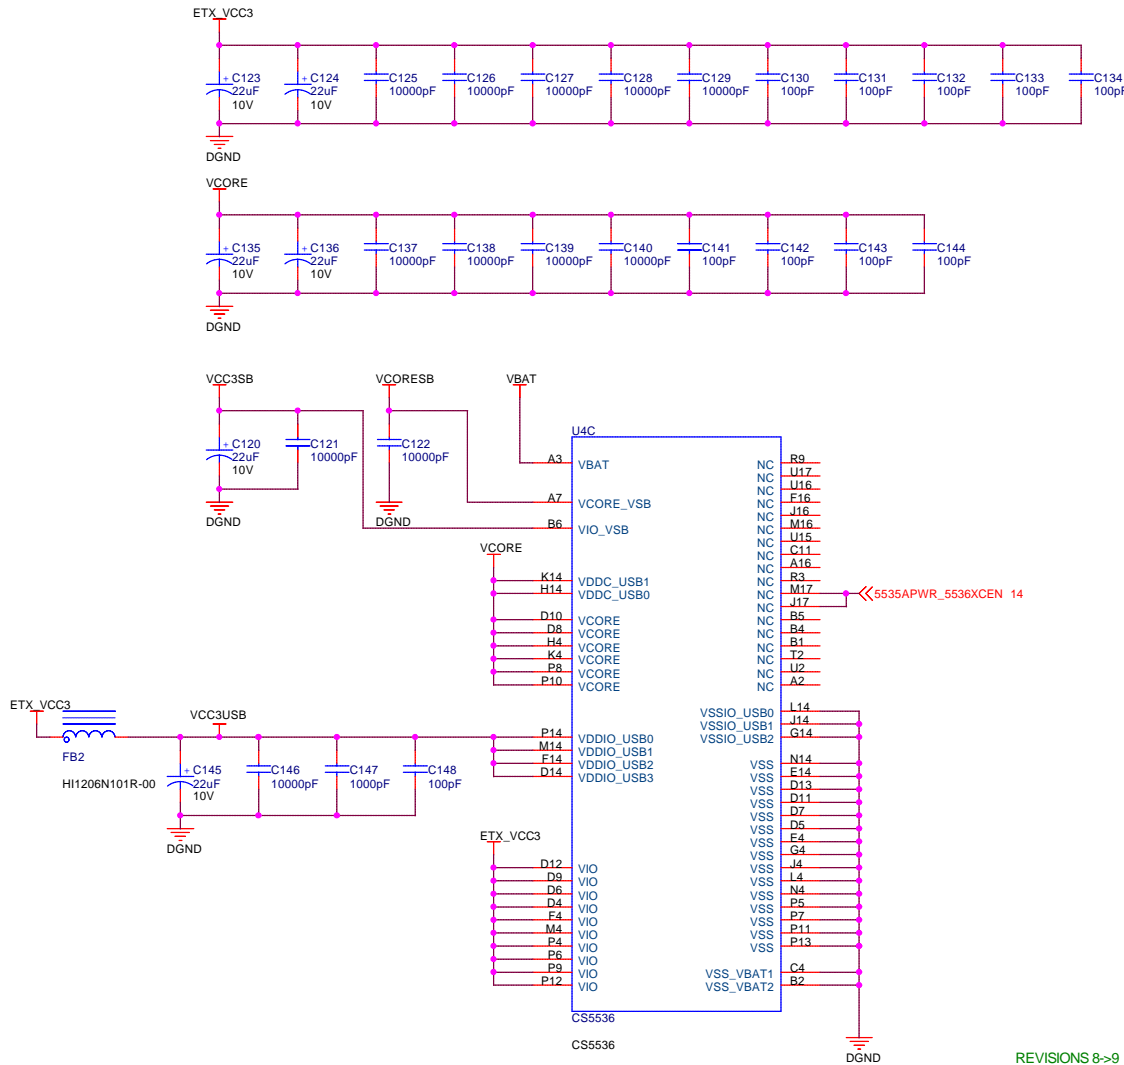 ETX_VCC3
+ C123 22uF 10V
+ C124 22uF 10V
C125 10000pF
C126 10000pF
C127 10000pF
C128 10000pF
C129 10000pF
C130 100pF
C131 100pF
C132 100pF
C133 100pF
C134 100pF
DGND
VCORE
+ C135 22uF 10V
+ C136 22uF 10V
C137 10000pF
C138 10000pF
C139 10000pF
C140 10000pF
C141 100pF
C142 100pF
C143 100pF
C144 100pF
DGND
VCC3SB
VCORESB
VBAT
+ C120 22uF 10V
C121 10000pF
C122 10000pF
DGND
DGND
U4C
A3 VBAT
A7 VCORE_VSB
B6 VIO_VSB
VCORE
K14 VDDC_USB1
H14 VDDC_USB0
D10 VCORE
D8 VCORE
H4 VCORE
K4 VCORE
P8 VCORE
P10 VCORE
ETX_VCC3
FB2
HI1206N101R-00
VCC3USB
+ C145 22uF 10V
C146 10000pF
C147 1000pF
C148 100pF
DGND
P14 VDDIO_USB0
M14 VDDIO_USB1
F14 VDDIO_USB2
D14 VDDIO_USB3
ETX_VCC3
D12 VIO
D9 VIO
D6 VIO
D4 VIO
F4 VIO
M4 VIO
P4 VIO
P6 VIO
P9 VIO
P12 VIO
NC R9
NC U17
NC U16
NC F16
NC J16
NC M16
NC U15
NC C11
NC A16
NC R3
NC M17
NC J17
NC B5
NC B4
NC B1
NC T2
NC U2
NC A2
5535APWR_5536XCEN 14
VSSIO_USB0 L14
VSSIO_USB1 J14
VSSIO_USB2 G14
VSS N14
VSS E14
VSS D13
VSS D11
VSS D7
VSS D5
VSS E4
VSS G4
VSS J4
VSS L4
VSS N4
VSS P5
VSS P7
VSS P11
VSS P13
VSS_VBAT1 C4
VSS_VBAT2 B2
CS5536
CS5536
DGND
REVISIONS 8->9